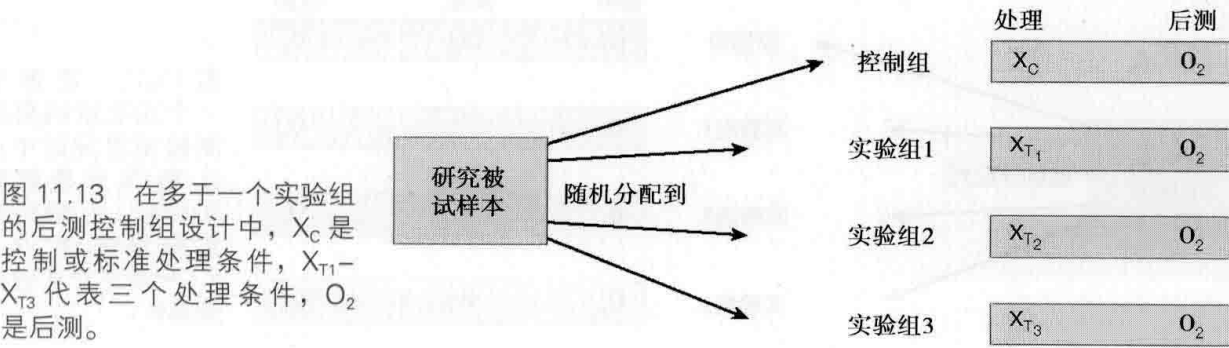 处理 后测
控制组 X_C O_2
实验组1 X_T1 O_2
研究被
试样本
随机分配到
图 11.13 在多于一个实验组
的后测控制组设计中，X_C 是
控制或标准处理条件，X_T1–
X_T3 代表三个处理条件，O_2
是后测。
实验组2 X_T2 O_2
实验组3 X_T3 O_2